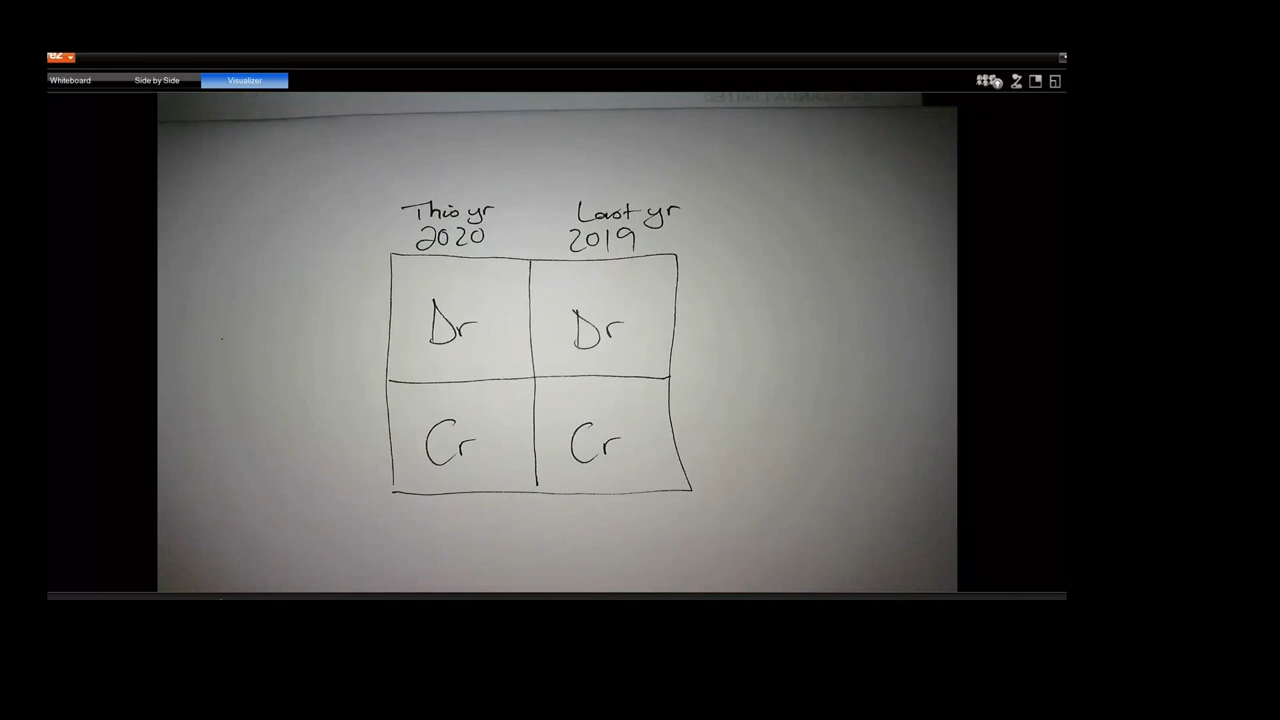 Whiteboard Side by Side Visualizer
This yr Last yr
2020 2019
Dr Dr
Cr Cr